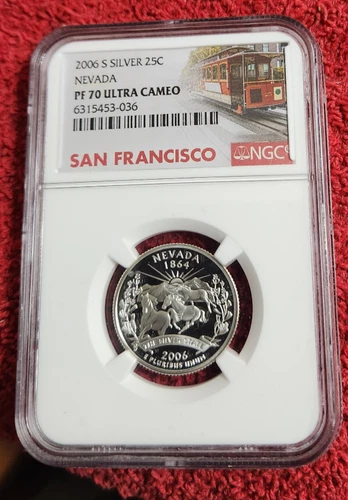 2006 S SILVER 25C
NEVADA
PF 70 ULTRA CAMEO
6315453-036
SAN FRANCISCO
NGC
NEVADA
1864
THE SILVER STATE
2006
E PLURIBUS UNUM